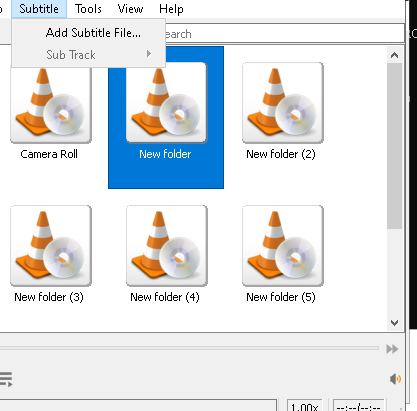 Subtitle Tools View Help
Add Subtitle File...
Sub Track
Camera Roll New folder New folder (2)
New folder (3) New folder (4) New folder (5)
1.00x --:--/--:--